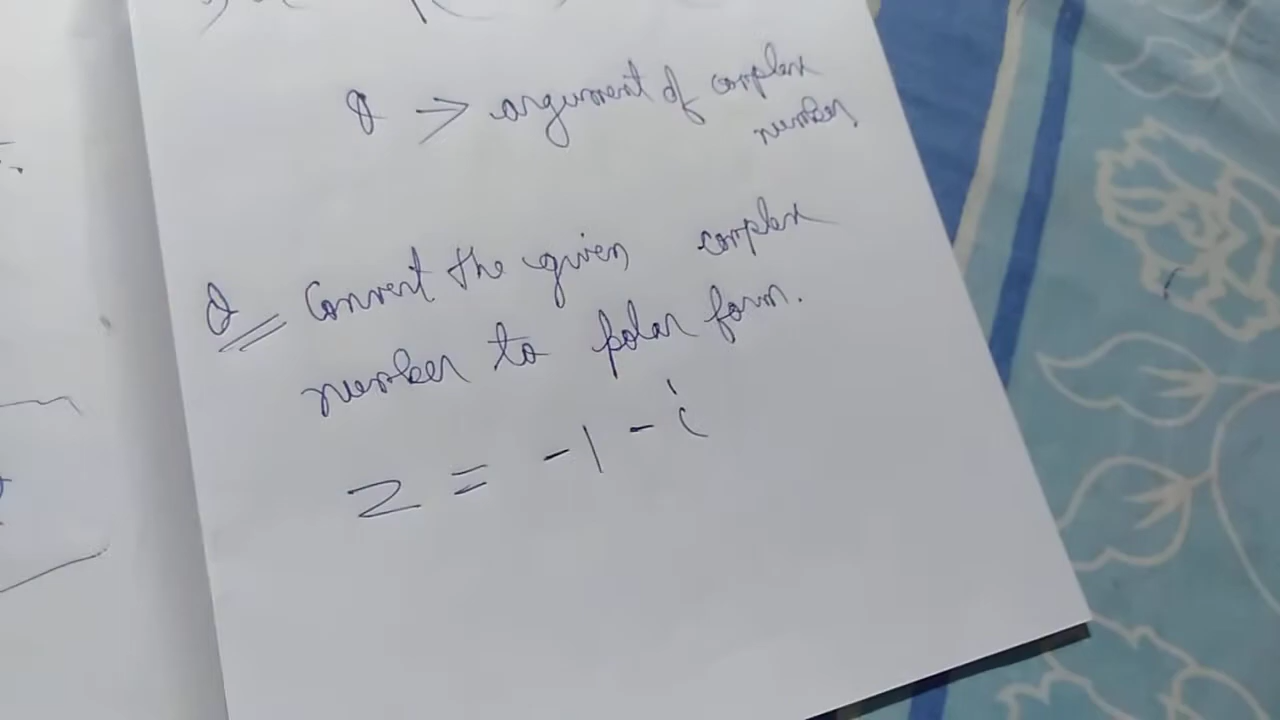 θ → argument of complex
number
Q Convert the given complex
number to polar form.
z = -1 - i